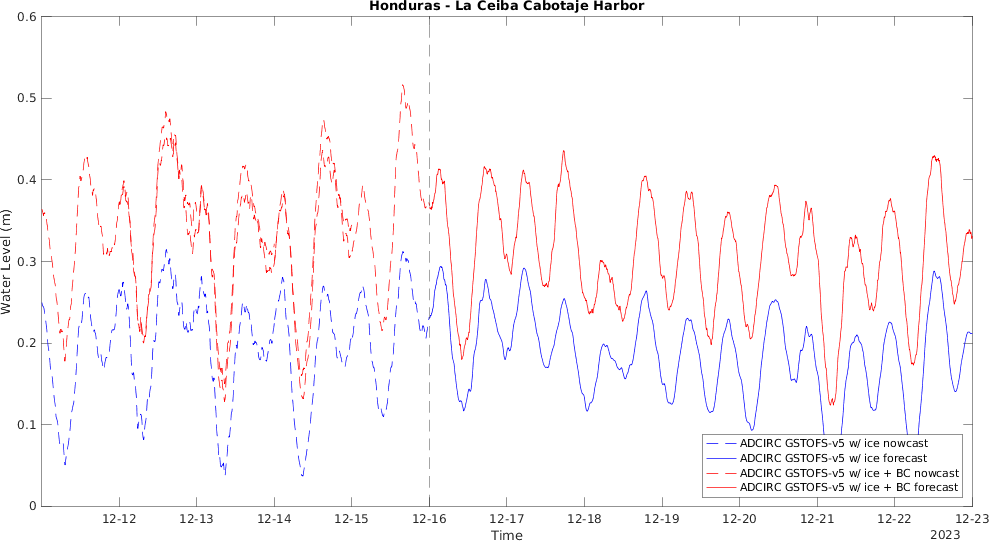 Honduras - La Ceiba Cabotaje Harbor
0.6
0.5
0.4
0.3
0.2
0.1
0
Water Level (m)
12-12
12-13
12-14
12-15
12-16
12-17
12-18
12-19
12-20
12-21
12-22
12-23
Time
2023
ADCIRC GSTOFS-v5 w/ ice nowcast
ADCIRC GSTOFS-v5 w/ ice forecast
ADCIRC GSTOFS-v5 w/ ice + BC nowcast
ADCIRC GSTOFS-v5 w/ ice + BC forecast